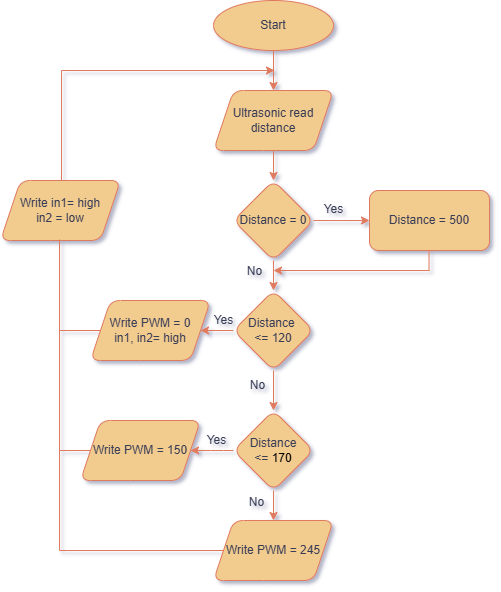 Start
Ultrasonic read
distance
Write in1= high
in2 = low
Distance = 0
Yes
Distance = 500
No
Write PWM = 0
in1, in2= high
Yes
Distance
<= 120
No
Write PWM = 150
Yes
Distance
<= 170
No
Write PWM = 245